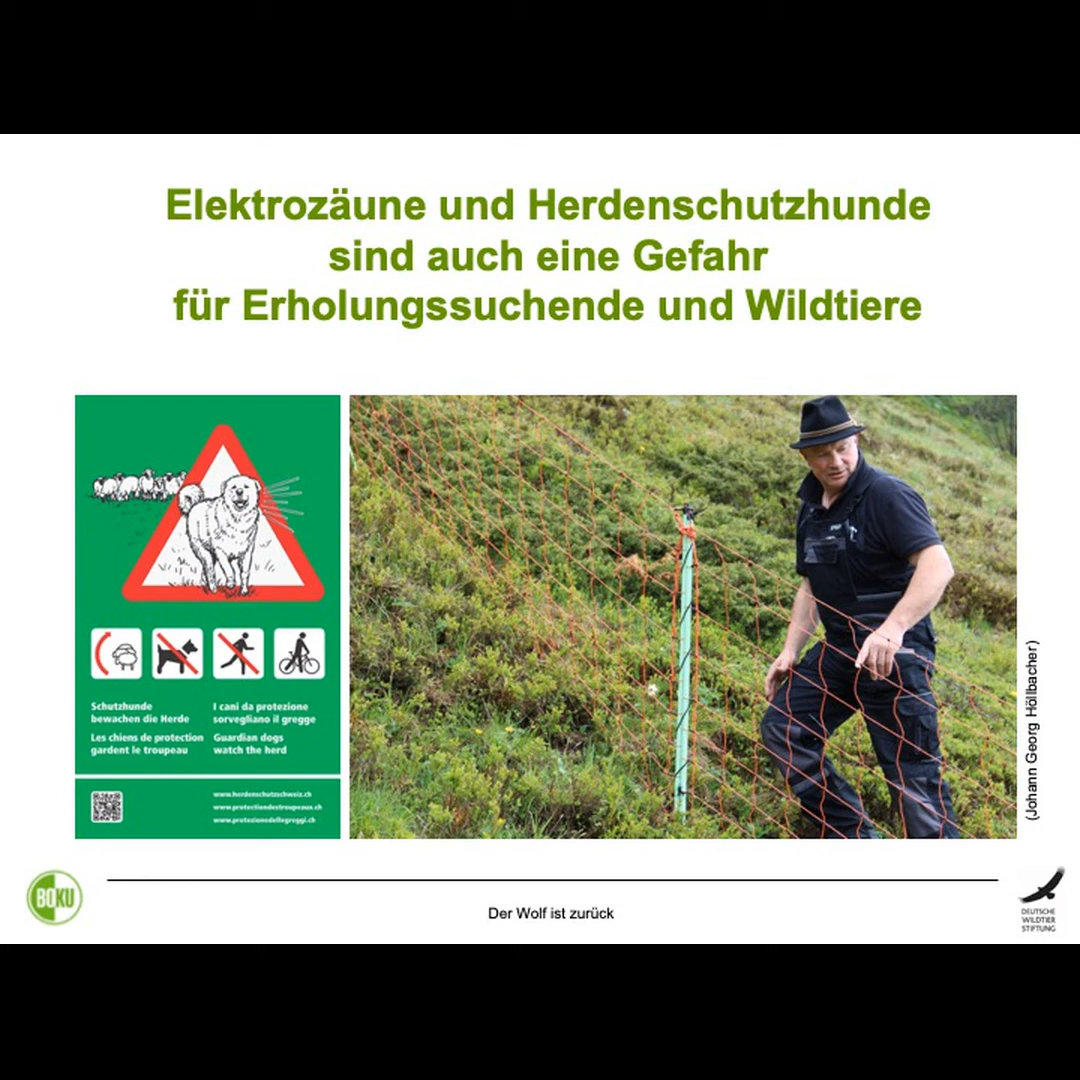 Elektrozäune und Herdenschutzhunde
sind auch eine Gefahr
für Erholungssuchende und Wildtiere
Schutzhunde
bewachen die Herde
I cani da protezione
sorvegliano il gregge
Les chiens de protection
gardent le troupeau
Guardian dogs
watch the herd
www.herdenschutzschweiz.ch
www.protectiondestroupeaux.ch
www.protezionedellegreggi.ch
(Johann Georg Höllbacher)
BOKU
Der Wolf ist zurück
DEUTSCHE
WILDTIER
STIFTUNG